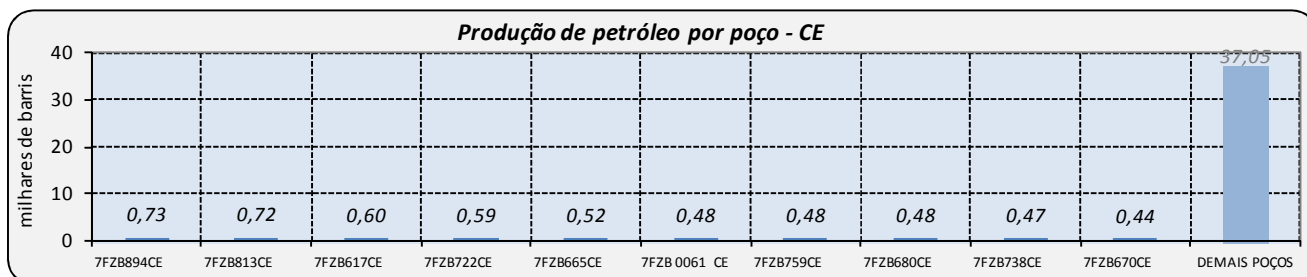 Produção de petróleo por poço - CE
milhares de barris
40
30
20
10
0
37,05
0,73 0,72 0,60 0,59 0,52 0,48 0,48 0,48 0,47 0,44
7FZB894CE 7FZB813CE 7FZB617CE 7FZB722CE 7FZB665CE 7FZB 0061 CE 7FZB759CE 7FZB680CE 7FZB738CE 7FZB670CE DEMAIS POÇOS